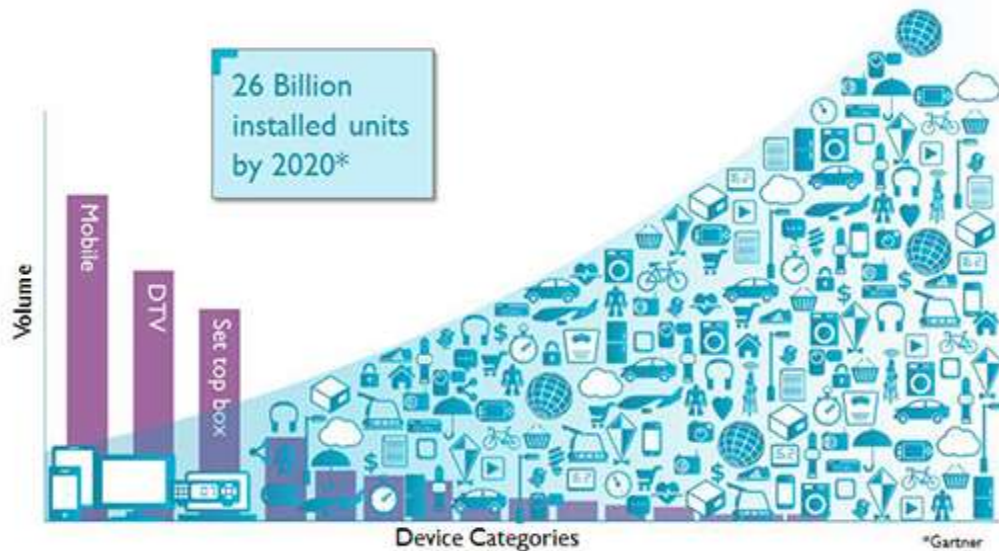 26 Billion
installed units
by 2020*
Mobile
DTV
Set top box
Volume
Device Categories
*Gartner